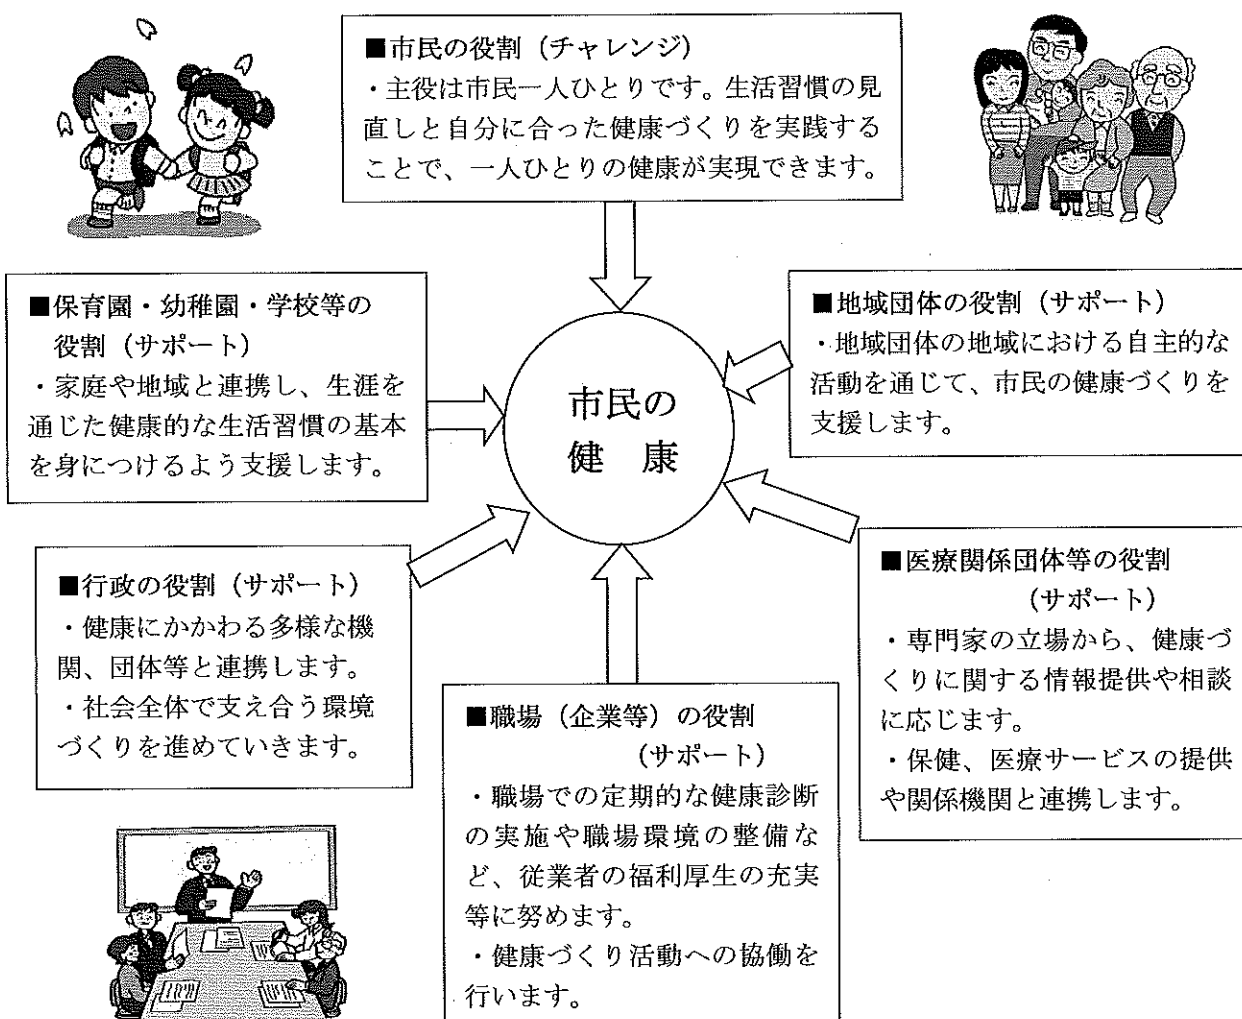 ■市民の役割（チャレンジ）
・主役は市民一人ひとりです。生活習慣の見
直しと自分に合った健康づくりを実践する
ことで、一人ひとりの健康が実現できます。
■保育園・幼稚園・学校等の
役割（サポート）
・家庭や地域と連携し、生涯を
通じた健康的な生活習慣の基本
を身につけるよう支援します。
市民の
健　康
■地域団体の役割（サポート）
・地域団体の地域における自主的な
活動を通じて、市民の健康づくりを
支援します。
■行政の役割（サポート）
・健康にかかわる多様な機
関、団体等と連携します。
・社会全体で支え合う環境
づくりを進めていきます。
■職場（企業等）の役割
（サポート）
・職場での定期的な健康診断
の実施や職場環境の整備な
ど、従業者の福利厚生の充実
等に努めます。
・健康づくり活動への協働を
行います。
■医療関係団体等の役割
（サポート）
・専門家の立場から、健康づ
くりに関する情報提供や相談
に応じます。
・保健、医療サービスの提供
や関係機関と連携します。